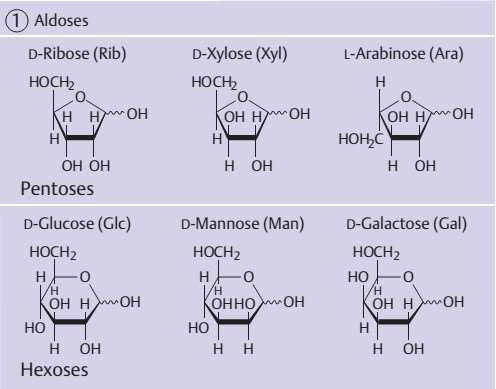 1 Aldoses
D-Ribose (Rib) D-Xylose (Xyl) L-Arabinose (Ara)
HOCH2 HOCH2 H
O O O
H H OH OH H OH OH H OH
H H HOH2C
OH OH H OH H OH
Pentoses
D-Glucose (Glc) D-Mannose (Man) D-Galactose (Gal)
HOCH2 HOCH2 HOCH2
H O H O HO O
H H H
OH H OH OH HO OH OH H OH
HO HO H
H OH H H H OH
Hexoses